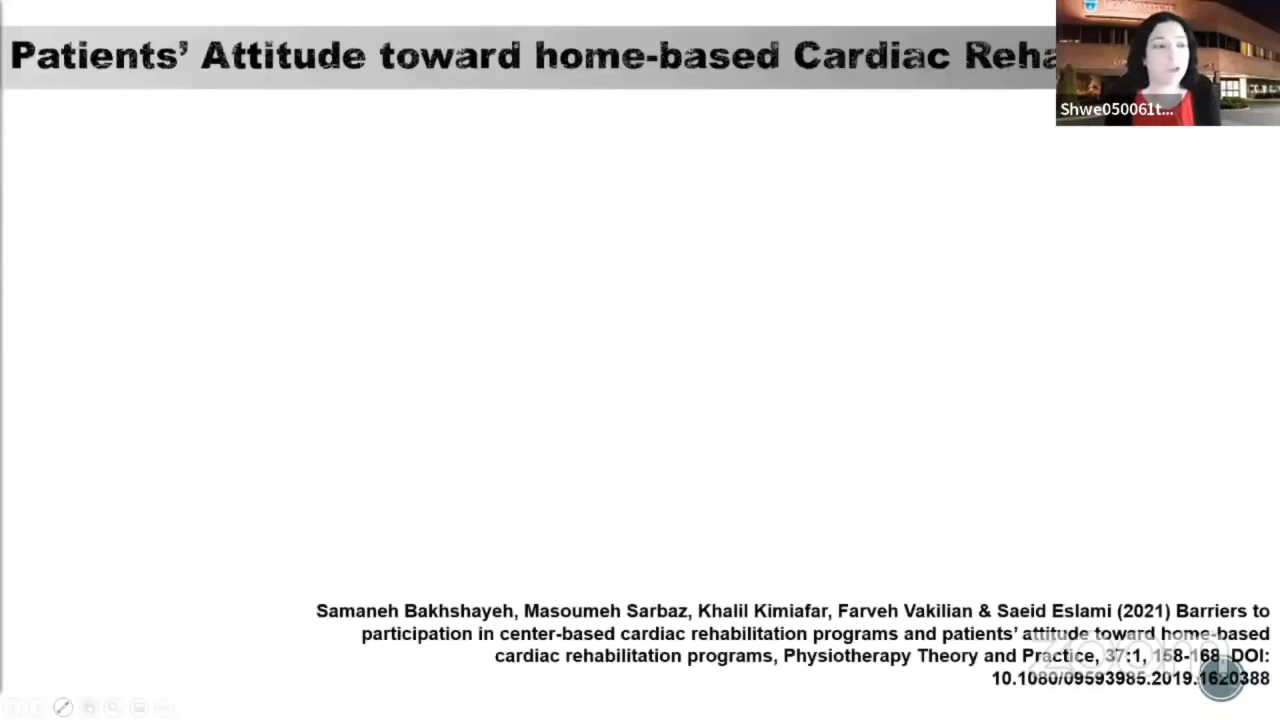 Patients’ Attitude toward home-based Cardiac Reha
Shwe050061t...
Samaneh Bakhshayeh, Masoumeh Sarbaz, Khalil Kimiafar, Farveh Vakilian & Saeid Eslami (2021) Barriers to
participation in center-based cardiac rehabilitation programs and patients’ attitude toward home-based
cardiac rehabilitation programs, Physiotherapy Theory and Practice, 37:1, 158-168, DOI:
10.1080/09593985.2019.1620388
zoom